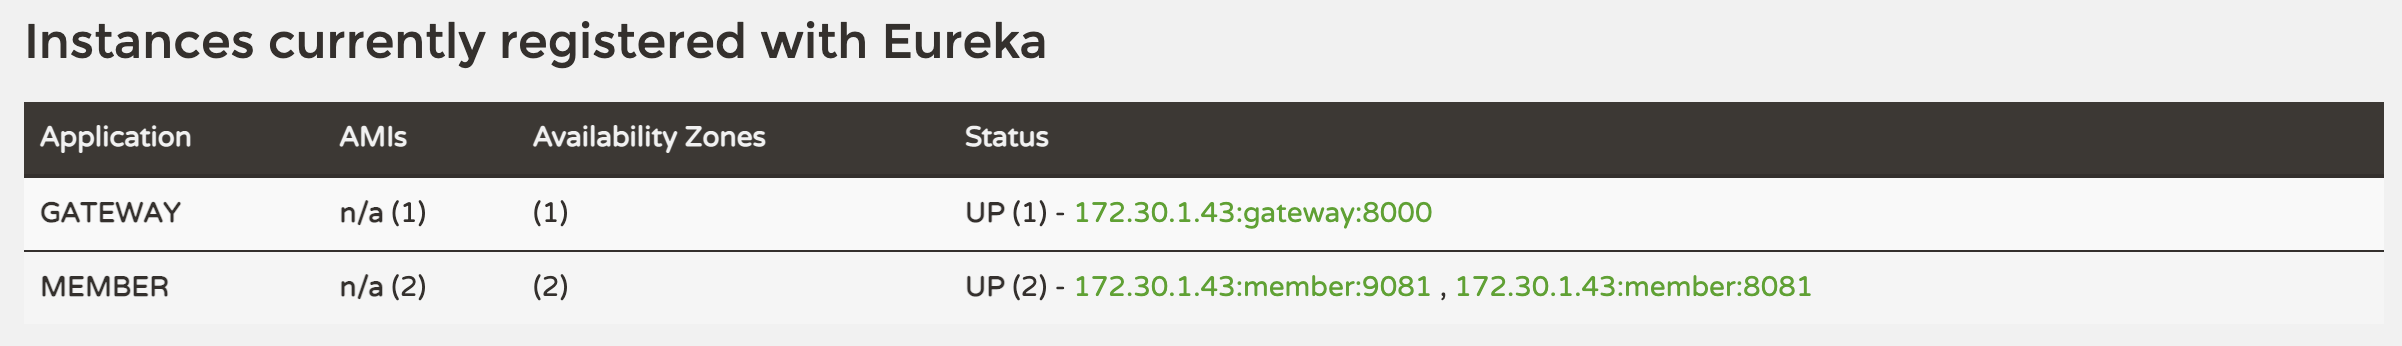 Instances currently registered with Eureka
Application AMIs Availability Zones Status
GATEWAY n/a (1) (1) UP (1) - 172.30.1.43:gateway:8000
MEMBER n/a (2) (2) UP (2) - 172.30.1.43:member:9081 , 172.30.1.43:member:8081